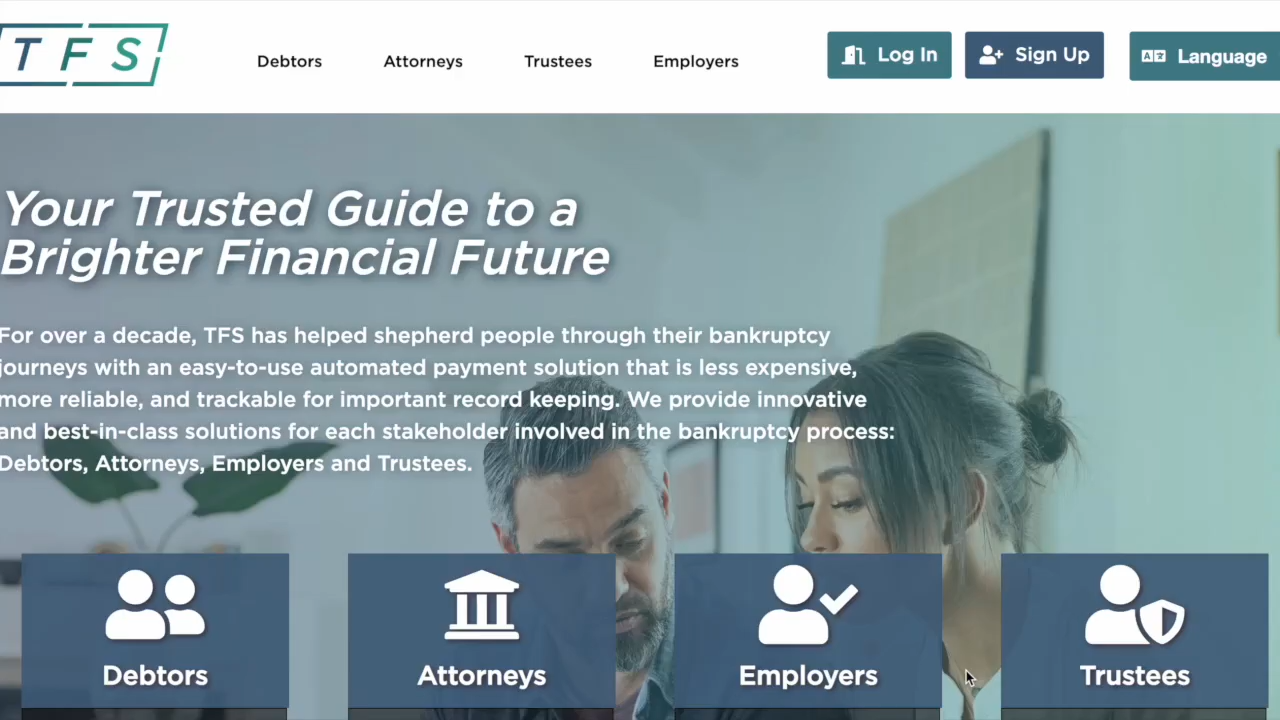 TFS
Debtors
Attorneys
Trustees
Employers
Log In
Sign Up
Language
Your Trusted Guide to a
Brighter Financial Future
For over a decade, TFS has helped shepherd people through their bankruptcy
journeys with an easy-to-use automated payment solution that is less expensive,
more reliable, and trackable for important record keeping. We provide innovative
and best-in-class solutions for each stakeholder involved in the bankruptcy process:
Debtors, Attorneys, Employers and Trustees.
Debtors
Attorneys
Employers
Trustees